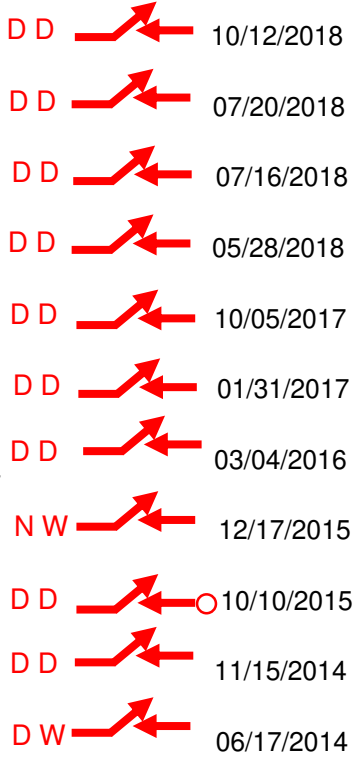 D D 10/12/2018
D D 07/20/2018
D D 07/16/2018
D D 05/28/2018
D D 10/05/2017
D D 01/31/2017
D D 03/04/2016
N W 12/17/2015
D D 10/10/2015
D D 11/15/2014
D W 06/17/2014